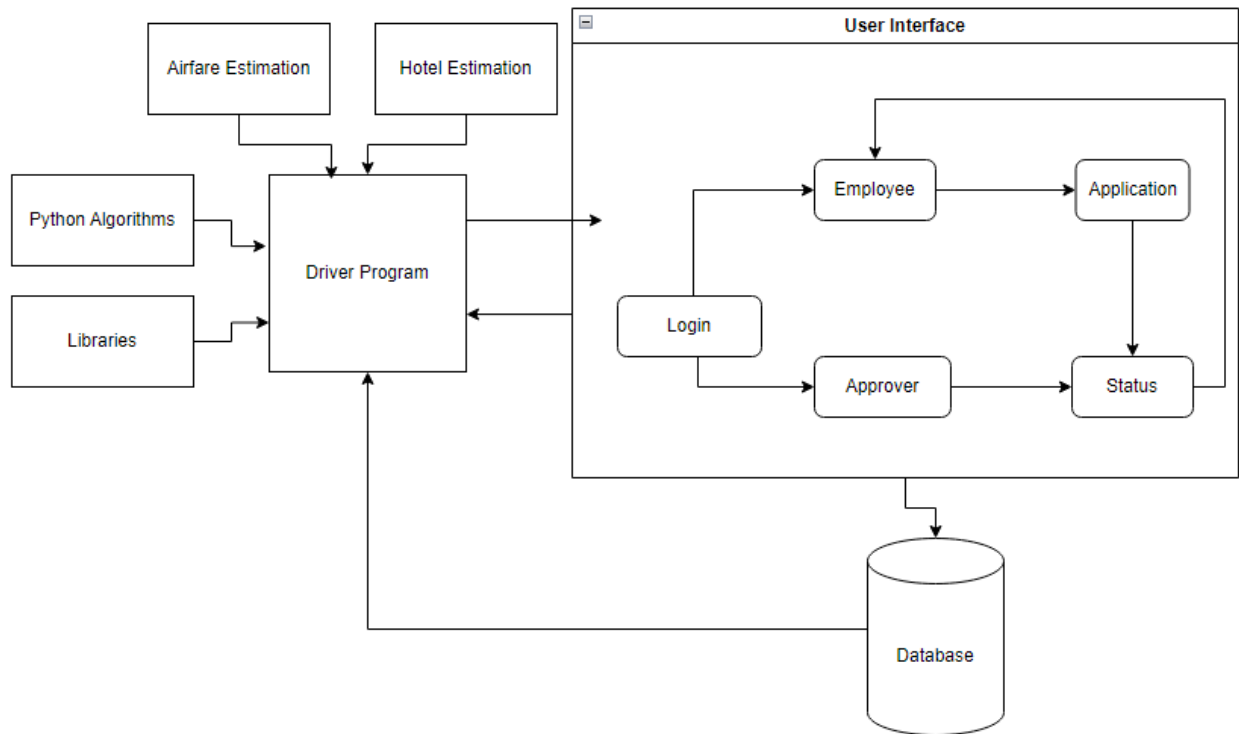 User Interface
Airfare Estimation
Hotel Estimation
Python Algorithms
Libraries
Driver Program
Employee
Application
Login
Approver
Status
Database